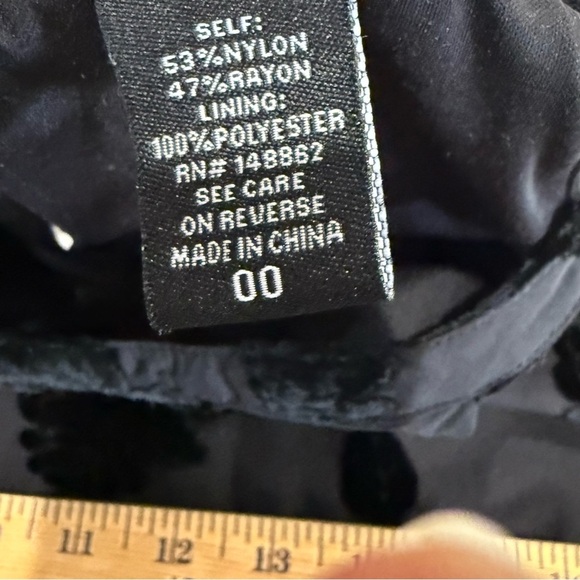 SELF:
53%NYLON
47%RAYON
LINING:
100%POLYESTER
RN# 148862
SEE CARE
ON REVERSE
MADE IN CHINA
00
11 12 13